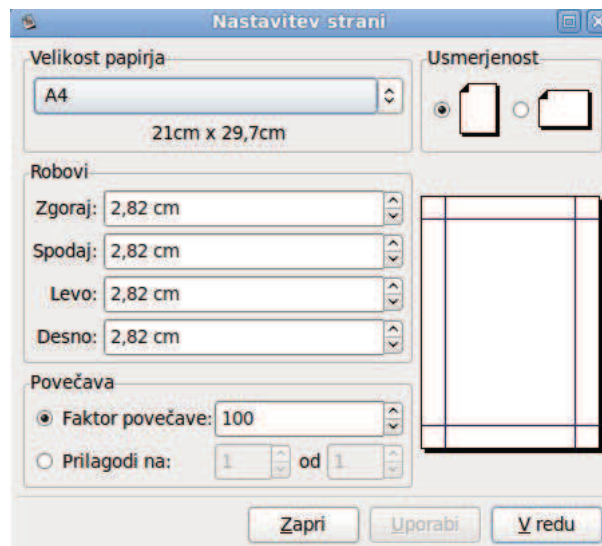 Nastavitev strani
Velikost papirja
A4
21cm x 29,7cm
Usmerjenost
Robovi
Zgoraj: 2,82 cm
Spodaj: 2,82 cm
Levo: 2,82 cm
Desno: 2,82 cm
Povečava
Faktor povečave: 100
Prilagodi na: 1 od 1
Zapri Uporabi V redu